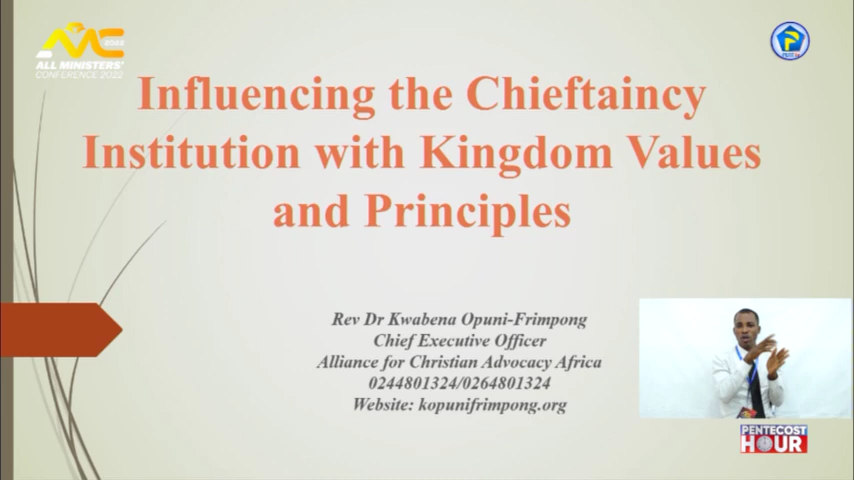 2022
ALL MINISTERS'
CONFERENCE 2022
Influencing the Chieftaincy
Institution with Kingdom Values
and Principles
Rev Dr Kwabena Opuni-Frimpong
Chief Executive Officer
Alliance for Christian Advocacy Africa
0244801324/0264801324
Website: kopunifrimpong.org
PENTECOST
HOUR